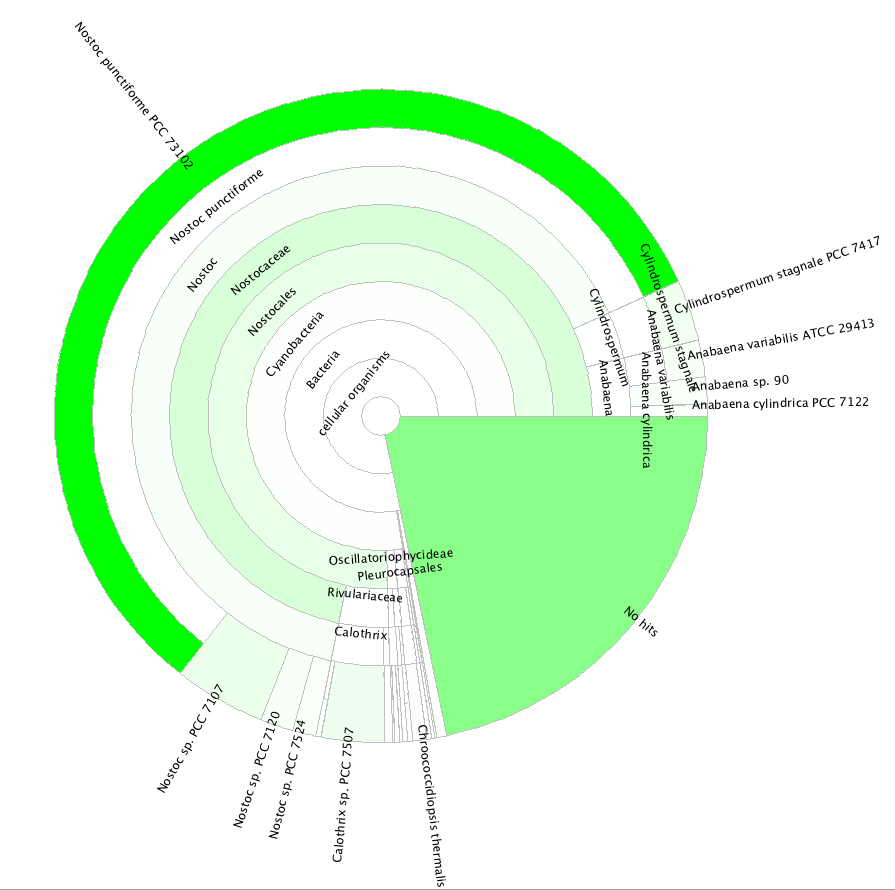 Nostoc punctiforme PCC 73102
Nostoc punctiforme
Nostoc
Nostocaceae
Nostocales
Cyanobacteria
Bacteria
cellular organisms
Cylindrospermum stagnale PCC 7417
Cylindrospermum stagnale
Cylindrospermum
Anabaena variabilis ATCC 29413
Anabaena variabilis
Anabaena sp. 90
Anabaena cylindrica PCC 7122
Anabaena cylindrica
Anabaena
Oscillatoriophycideae
Pleurocapsales
Rivulariaceae
Calothrix
No hits
Nostoc sp. PCC 7107
Nostoc sp. PCC 7120
Nostoc sp. PCC 7524
Calothrix sp. PCC 7507
Chroococcidiopsis thermalis